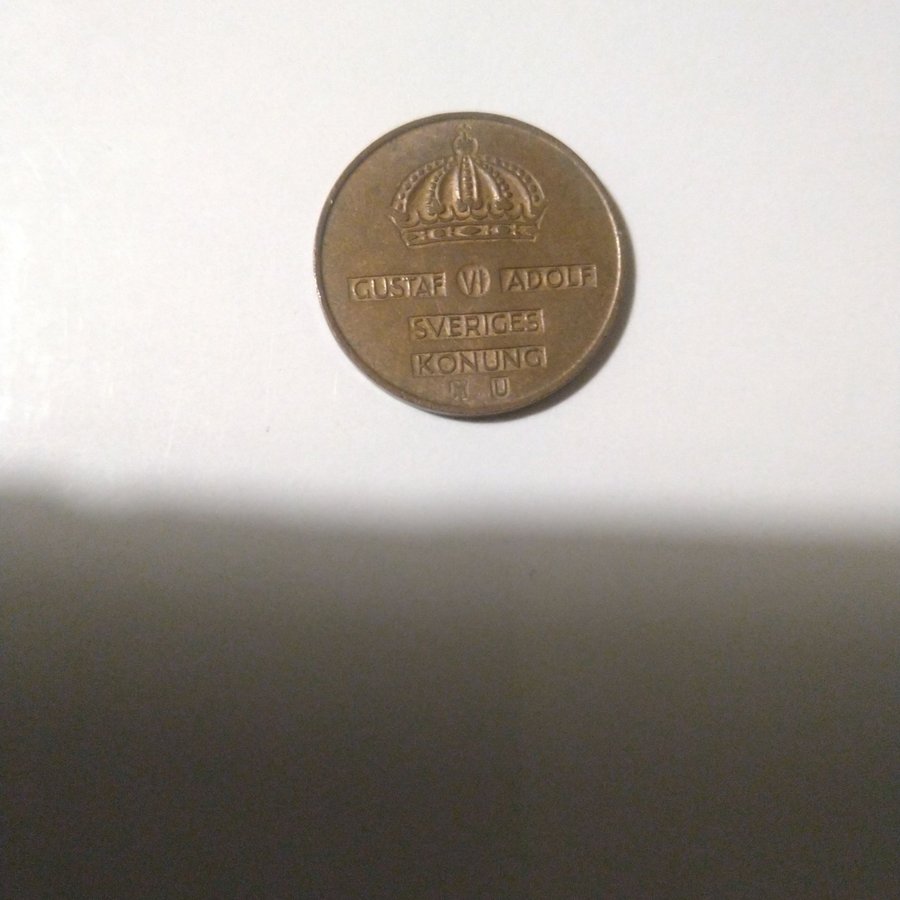 GUSTAF VI ADOLF
SVERIGES
KONUNG
U